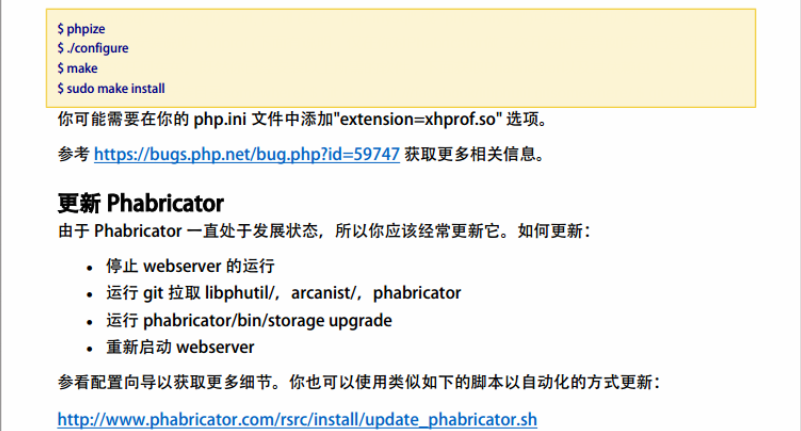 $ phpize
$ ./configure
$ make
$ sudo make install
你可能需要在你的 php.ini 文件中添加"extension=xhprof.so" 选项。
参考 https://bugs.php.net/bug.php?id=59747 获取更多相关信息。
更新 Phabricator
由于 Phabricator 一直处于发展状态，所以你应该经常更新它。如何更新：
• 停止 webserver 的运行
• 运行 git 拉取 libphutil/，arcanist/，phabricator
• 运行 phabricator/bin/storage upgrade
• 重新启动 webserver
参看配置向导以获取更多细节。你也可以使用类似如下的脚本以自动化的方式更新：
http://www.phabricator.com/rsrc/install/update_phabricator.sh